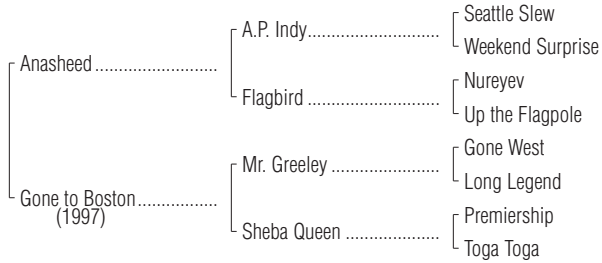 Seattle Slew
A.P. Indy..............................
Weekend Surprise
Anasheed............................
Nureyev
Flagbird..............................
Up the Flagpole
Gone West
Mr. Greeley.........................
Long Legend
Gone to Boston..................
(1997)
Premiership
Sheba Queen .....................
Toga Toga